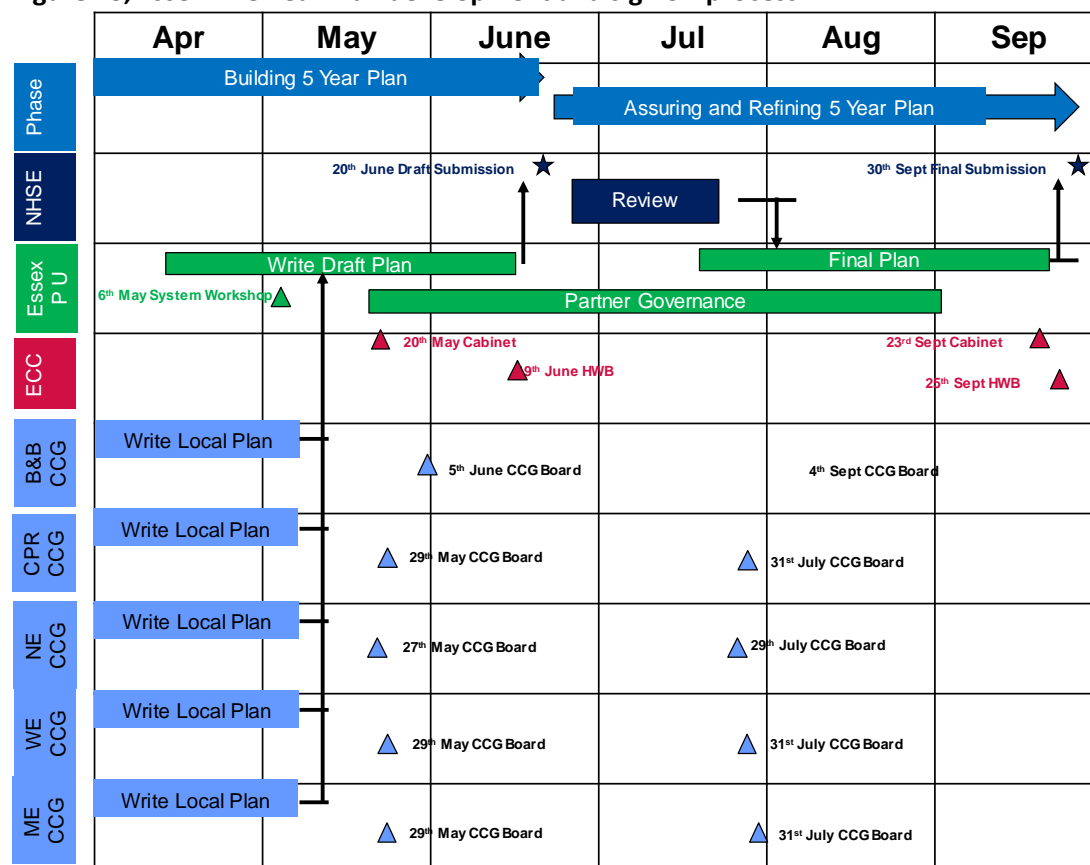 Apr May June Jul Aug Sep
Phase
Building 5 Year Plan
Assuring and Refining 5 Year Plan
NHSE
20th June Draft Submission
30th Sept Final Submission
Review
Essex
P U
Write Draft Plan
Final Plan
6th May System Workshop
Partner Governance
ECC
20th May Cabinet
23rd Sept Cabinet
9th June HWB
25th Sept HWB
B&B
CCG
Write Local Plan
5th June CCG Board
4th Sept CCG Board
CPR
CCG
Write Local Plan
29th May CCG Board
31st July CCG Board
NE
CCG
Write Local Plan
27th May CCG Board
29th July CCG Board
WE
CCG
Write Local Plan
29th May CCG Board
31st July CCG Board
ME
CCG
Write Local Plan
29th May CCG Board
31st July CCG Board